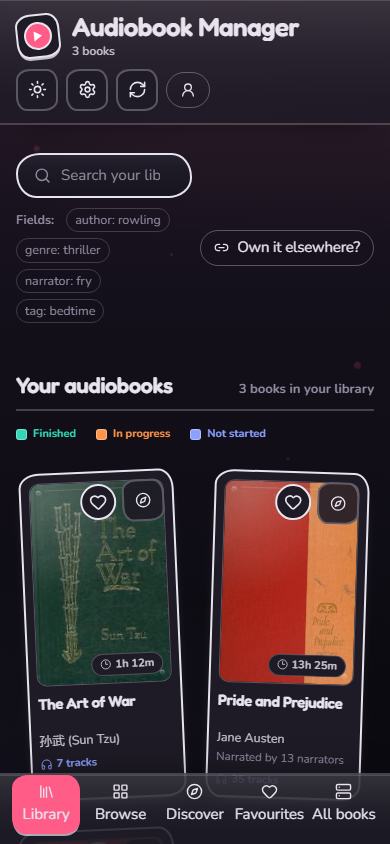 Audiobook Manager
3 books
Search your lib
Fields: author: rowling
genre: thriller
narrator: fry
tag: bedtime
Own it elsewhere?
Your audiobooks
3 books in your library
Finished In progress Not started
The
Art of
War
Sun Tzu
1h 12m
The Art of War
孙武 (Sun Tzu)
7 tracks
Pride
and
Prejudice
13h 25m
Pride and Prejudice
Jane Austen
Narrated by 13 narrators
35 tracks
Library Browse Discover Favourites All books